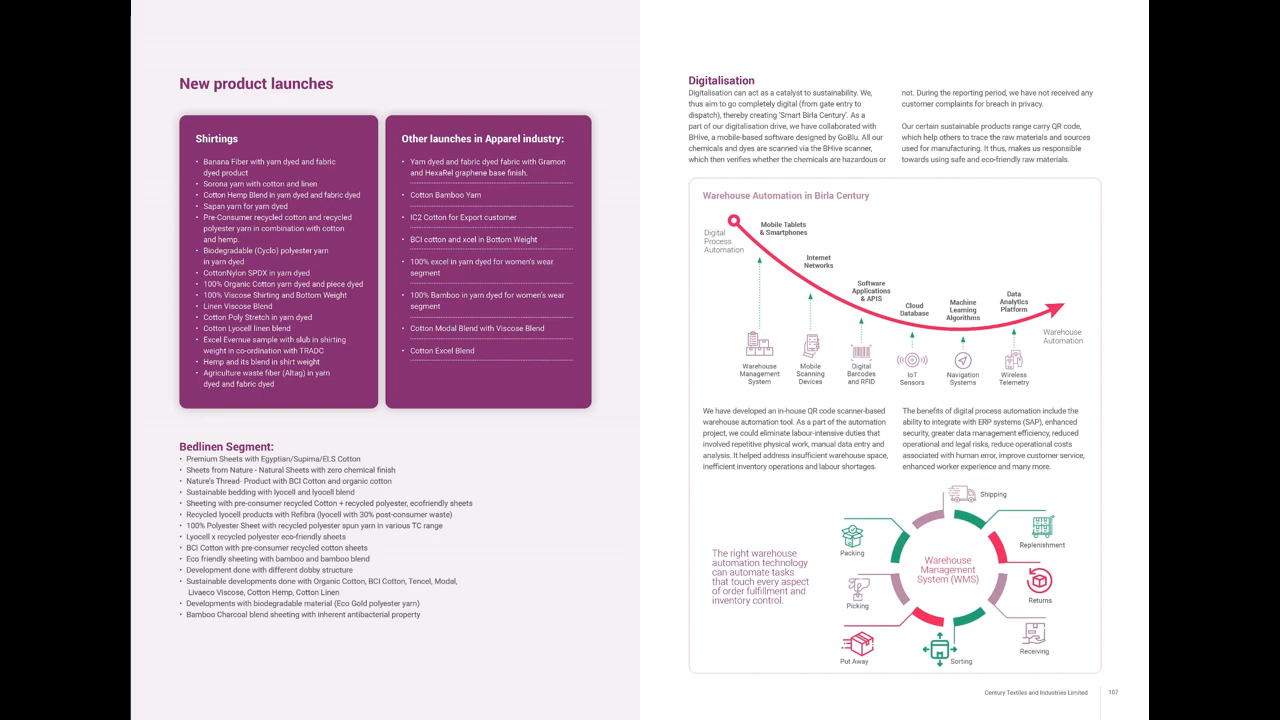 New product launches
Shirtings
• Banana Fiber with yarn dyed and fabric
dyed product
• Sorona yarn with cotton and linen
• Cotton Hemp Blend in yarn dyed and fabric dyed
• Sapan yarn for yarn dyed
• Pre-Consumer recycled cotton and recycled
polyester yarn in combination with cotton
and hemp.
• Biodegradable (Cyclo) polyester yarn
in yarn dyed
• CottonNylon SPDX in yarn dyed
• 100% Organic Cotton yarn dyed and piece dyed
• 100% Viscose Shirting and Bottom Weight
• Linen Viscose Blend
• Cotton Poly Stretch in yarn dyed
• Cotton Lyocell linen blend
• Excel Evernue sample with slub in shirting
weight in co-ordination with TRADC
• Hemp and its blend in shirt weight
• Agriculture waste fiber (Altag) in yarn
dyed and fabric dyed
Other launches in Apparel industry:
• Yarn dyed and fabric dyed fabric with Gramon
and HexaRel graphene base finish.
• Cotton Bamboo Yarn
• IC2 Cotton for Export customer
• BCI cotton and xcel in Bottom Weight
• 100% excel in yarn dyed for women's wear
segment
• 100% Bamboo in yarn dyed for women's wear
segment
• Cotton Modal Blend with Viscose Blend
• Cotton Excel Blend
Bedlinen Segment:
• Premium Sheets with Egyptian/Supima/ELS Cotton
• Sheets from Nature - Natural Sheets with zero chemical finish
• Nature's Thread- Product with BCI Cotton and organic cotton
• Sustainable bedding with lyocell and lyocell blend
• Sheeting with pre-consumer recycled Cotton + recycled polyester, ecofriendly sheets
• Recycled lyocell products with Refibra (lyocell with 30% post-consumer waste)
• 100% Polyester Sheet with recycled polyester spun yarn in various TC range
• Lyocell x recycled polyester eco-friendly sheets
• BCI Cotton with pre-consumer recycled cotton sheets
• Eco friendly sheeting with bamboo and bamboo blend
• Development done with different dobby structure
• Sustainable developments done with Organic Cotton, BCI Cotton, Tencel, Modal,
Livaeco Viscose, Cotton Hemp, Cotton Linen
• Developments with biodegradable material (Eco Gold polyester yarn)
• Bamboo Charcoal blend sheeting with inherent antibacterial property
Digitalisation
Digitalisation can act as a catalyst to sustainability. We,
thus aim to go completely digital (from gate entry to
dispatch), thereby creating 'Smart Birla Century'. As a
part of our digitalisation drive, we have collaborated with
BHive, a mobile-based software designed by GoBlu. All our
chemicals and dyes are scanned via the BHive scanner,
which then verifies whether the chemicals are hazardous or
not. During the reporting period, we have not received any
customer complaints for breach in privacy.
Our certain sustainable products range carry QR code,
which help others to trace the raw materials and sources
used for manufacturing. It thus, makes us responsible
towards using safe and eco-friendly raw materials.
Warehouse Automation in Birla Century
Digital
Process
Automation
Mobile Tablets
& Smartphones
Internet
Networks
Software
Applications
& APIS
Cloud
Database
Machine
Learning
Algorithms
Data
Analytics
Platform
Warehouse
Automation
Warehouse
Management
System
Mobile
Scanning
Devices
Digital
Barcodes
and RFID
IoT
Sensors
Navigation
Systems
Wireless
Telemetry
We have developed an in-house QR code scanner-based
warehouse automation tool. As a part of the automation
project, we could eliminate labour-intensive duties that
involved repetitive physical work, manual data entry and
analysis. It helped address insufficient warehouse space,
inefficient inventory operations and labour shortages.
The benefits of digital process automation include the
ability to integrate with ERP systems (SAP), enhanced
security, greater data management efficiency, reduced
operational and legal risks, reduce operational costs
associated with human error, improve customer service,
enhanced worker experience and many more.
The right warehouse
automation technology
can automate tasks
that touch every aspect
of order fulfillment and
inventory control.
Shipping
Packing
Replenishment
Warehouse
Management
System (WMS)
Picking
Returns
Receiving
Put Away
Sorting
Century Textiles and Industries Limited
107